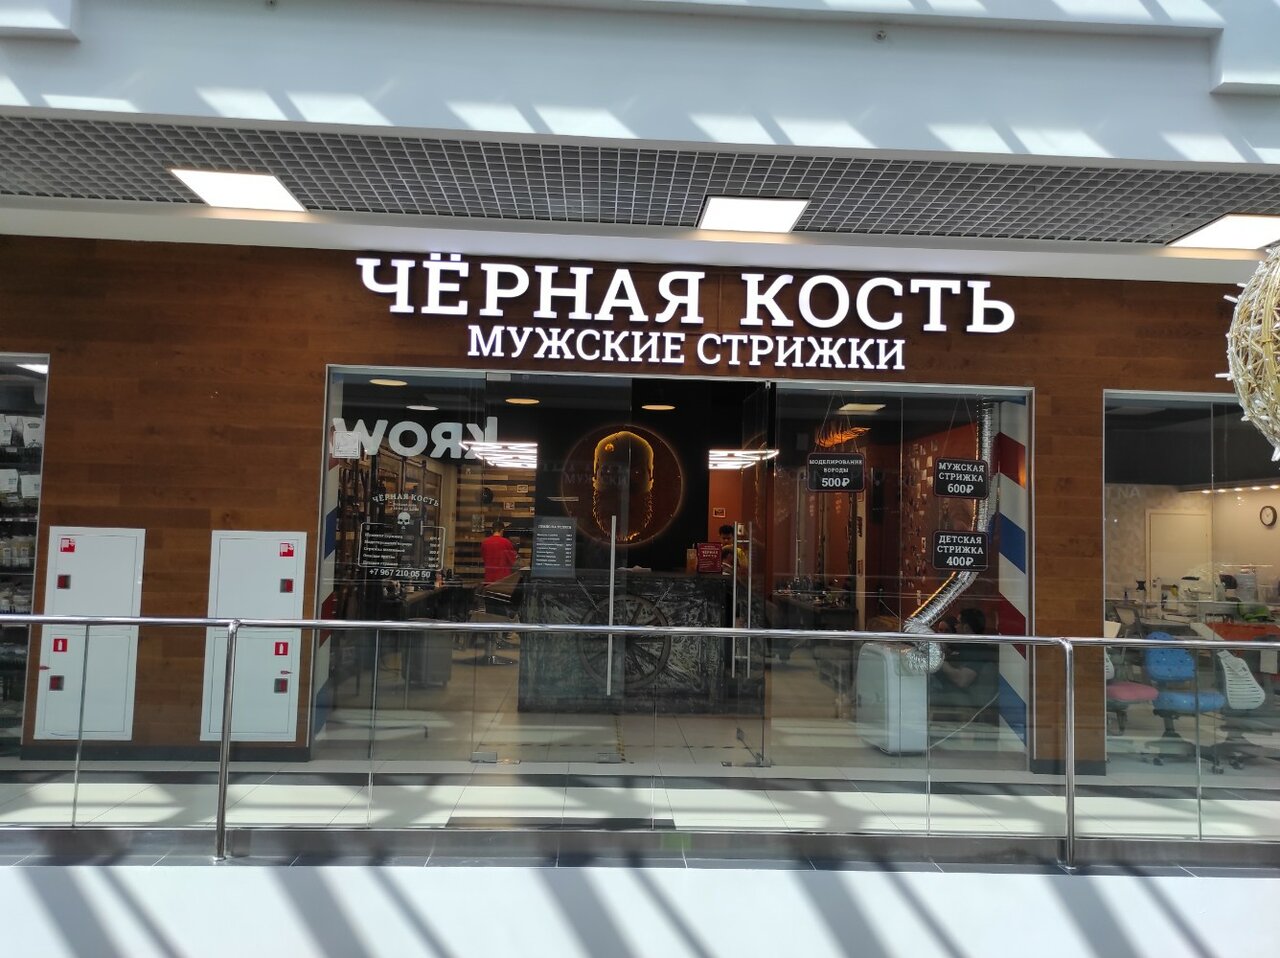 ЧЁРНАЯ КОСТЬ
МУЖСКИЕ СТРИЖКИ
KROW
ЧЁРНАЯ КОСТЬ
+7 967 210 05 50
МУЖСКИ
МОДЕЛИРОВАНИЕ
БОРОДЫ
500₽
МУЖСКАЯ
СТРИЖКА
600₽
ДЕТСКАЯ
СТРИЖКА
400₽